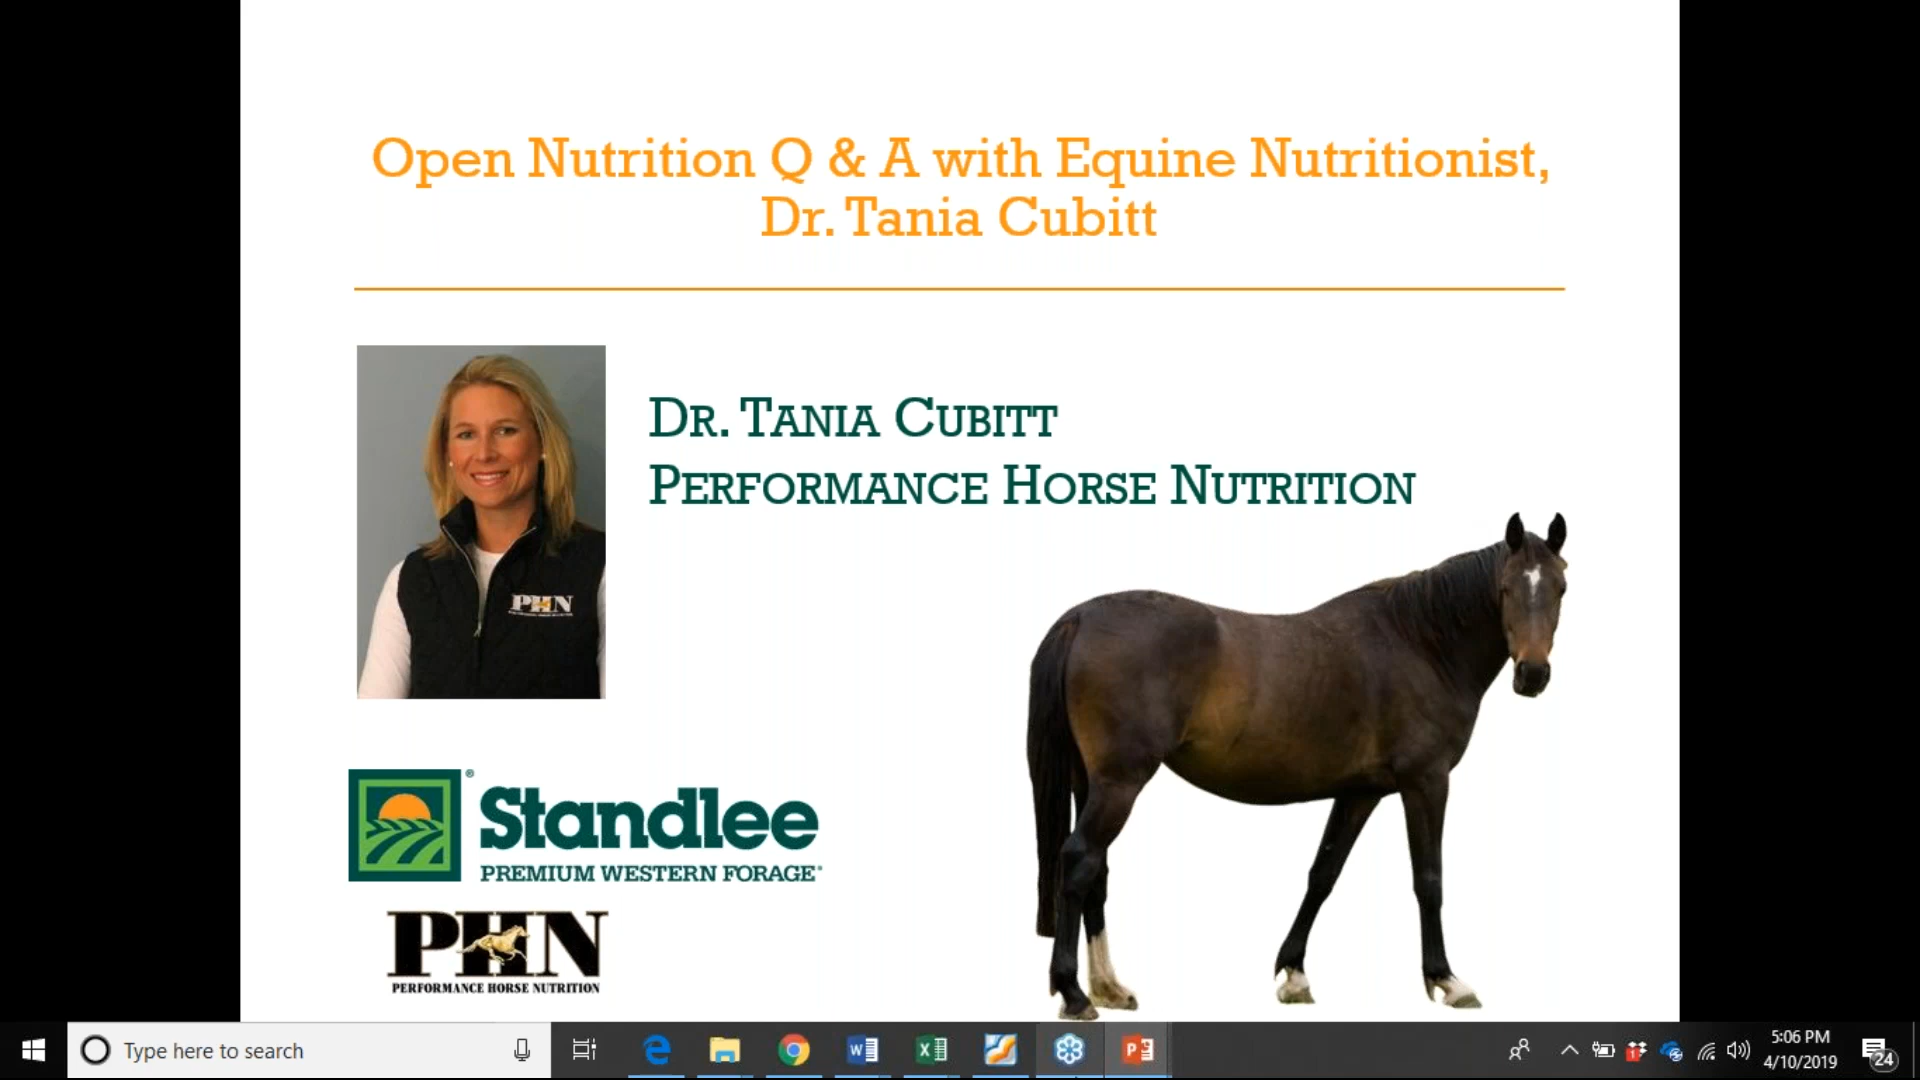 Open Nutrition Q & A with Equine Nutritionist,
Dr. Tania Cubitt
DR. TANIA CUBITT
PERFORMANCE HORSE NUTRITION
PHN
Standlee®
PREMIUM WESTERN FORAGE®
PHN
PERFORMANCE HORSE NUTRITION
Type here to search
5:06 PM
4/10/2019
24